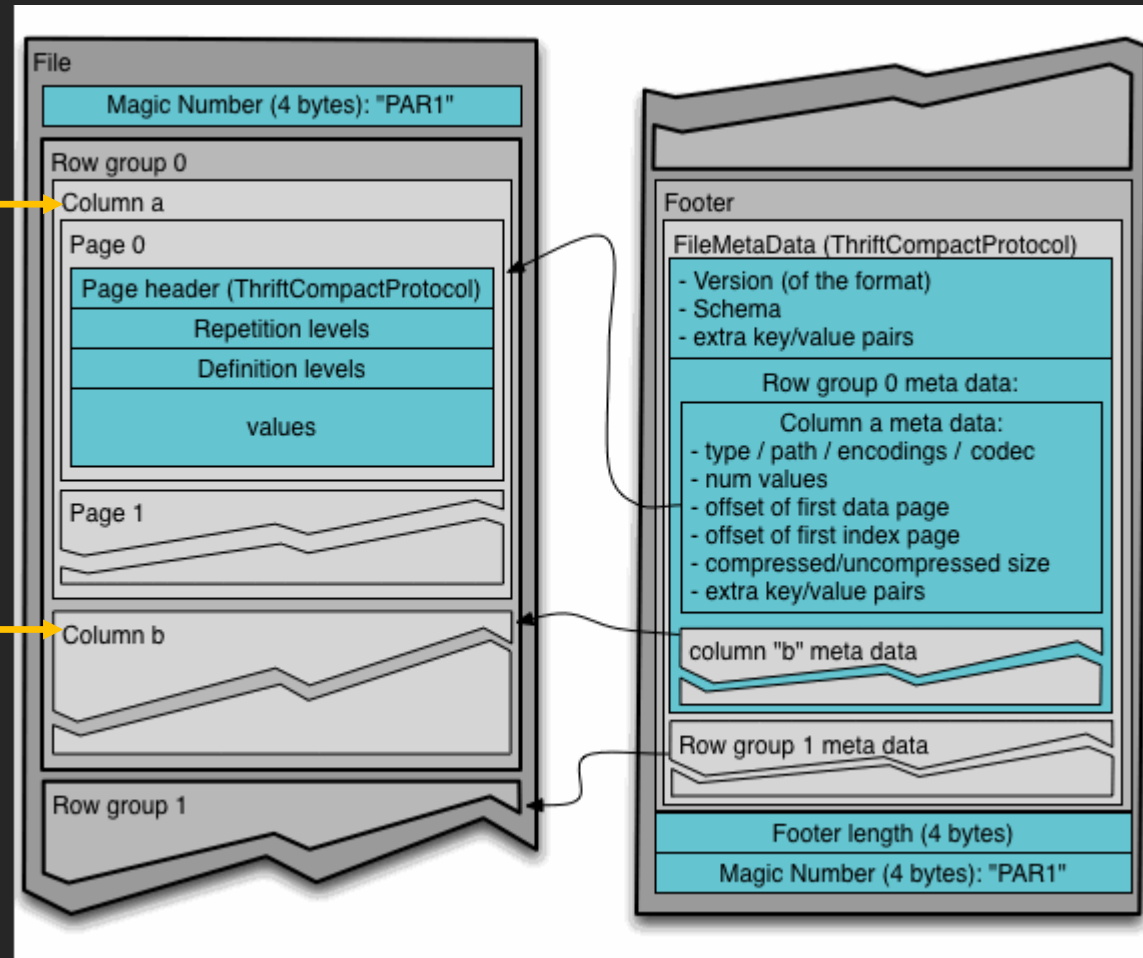 File
Magic Number (4 bytes): "PAR1"
Row group 0
Column a
Page 0
Page header (ThriftCompactProtocol)
Repetition levels
Definition levels
values
Page 1
Column b
Row group 1
Footer
FileMetaData (ThriftCompactProtocol)
- Version (of the format)
- Schema
- extra key/value pairs
Row group 0 meta data:
Column a meta data:
- type / path / encodings / codec
- num values
- offset of first data page
- offset of first index page
- compressed/uncompressed size
- extra key/value pairs
column "b" meta data
Row group 1 meta data
Footer length (4 bytes)
Magic Number (4 bytes): "PAR1"